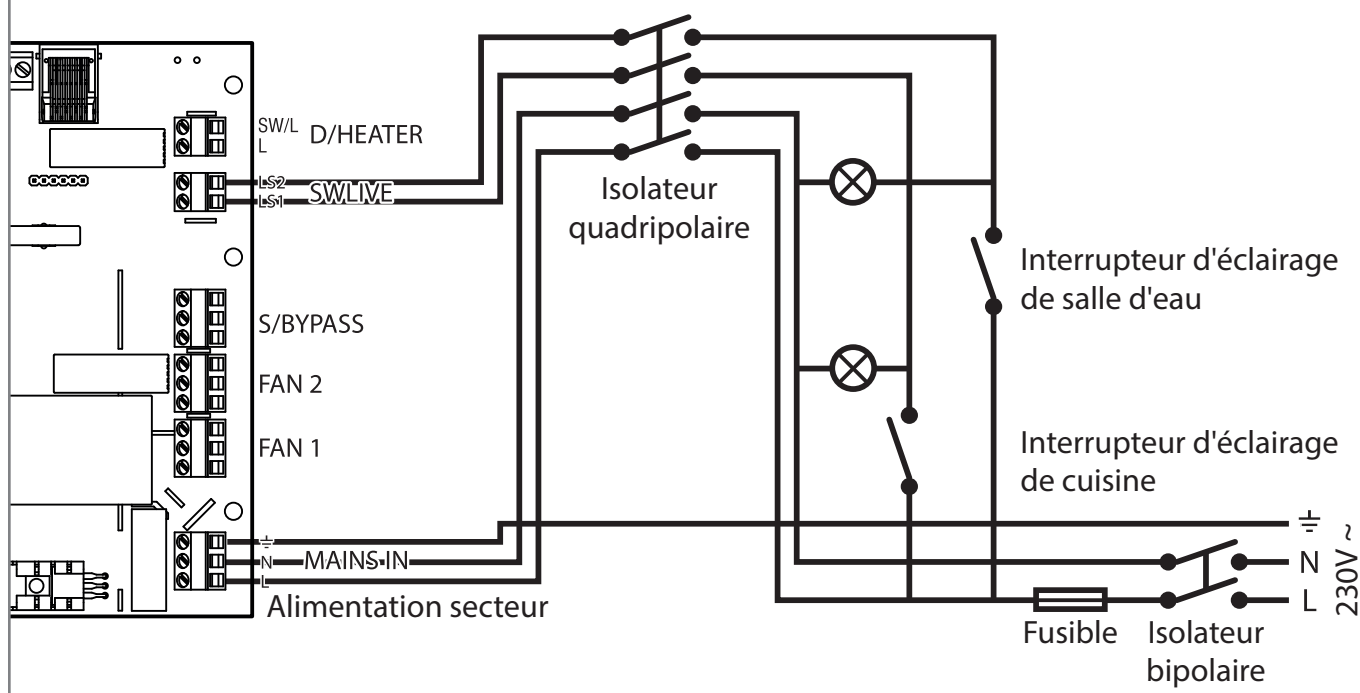 SW/L
L
D/HEATER
LS2
LS1
SWLIVE
Isolateur
quadripolaire
Interrupteur d'éclairage
de salle d'eau
S/BYPASS
FAN 2
FAN 1
Interrupteur d'éclairage
de cuisine
N
L
MAINS IN
Alimentation secteur
N
L
230V ~
Fusible
Isolateur
bipolaire